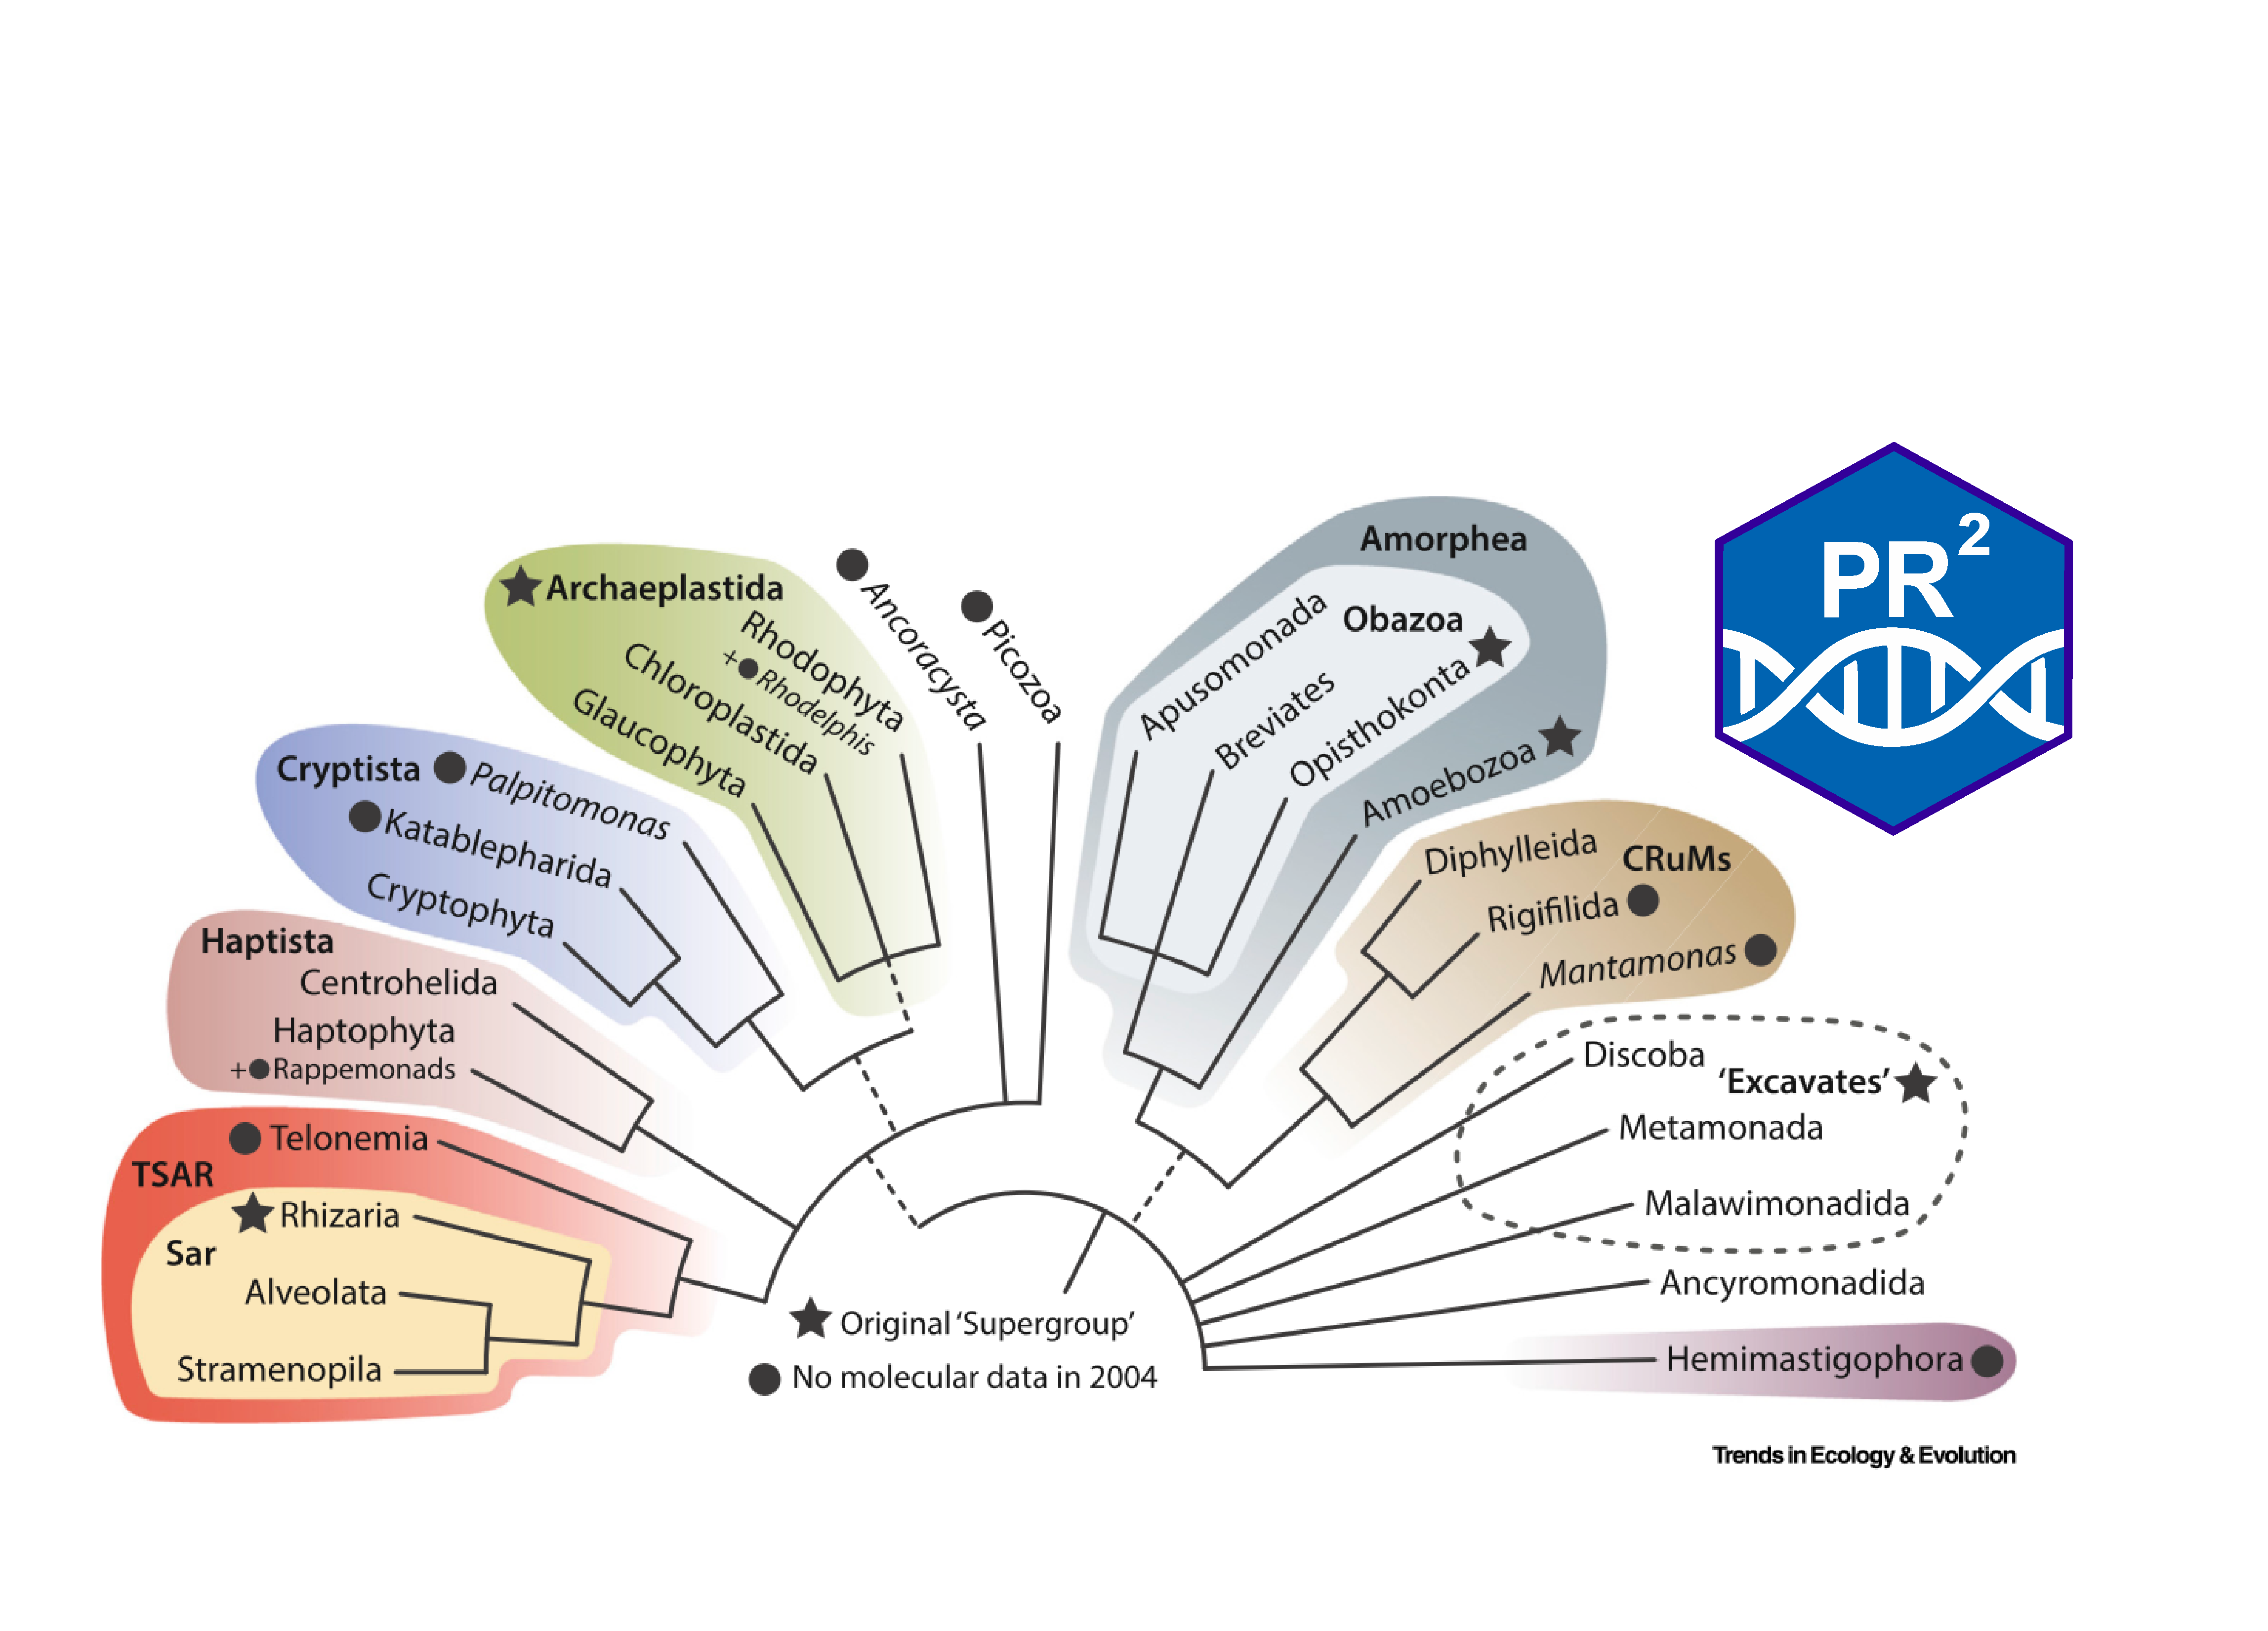 Archaeplastida
Rhodophyta
+ Rhodelphis
Chloroplastida
Glaucophyta
Ancoracysta
Picozoa
Amorphea
Obazoa
Apusomonada
Breviates
Opisthokonta
Amoebozoa
PR²
Cryptista
Palpitomonas
Katablepharida
Cryptophyta
Diphylleida
CRuMs
Rigifilida
Mantamonas
Haptista
Centrohelida
Haptophyta
+ Rappemonads
Discoba
'Excavates'
Metamonada
Malawimonadida
Ancyromonadida
Hemimastigophora
Telonemia
TSAR
Rhizaria
Sar
Alveolata
Stramenopila
Original 'Supergroup'
No molecular data in 2004
Trends in Ecology & Evolution